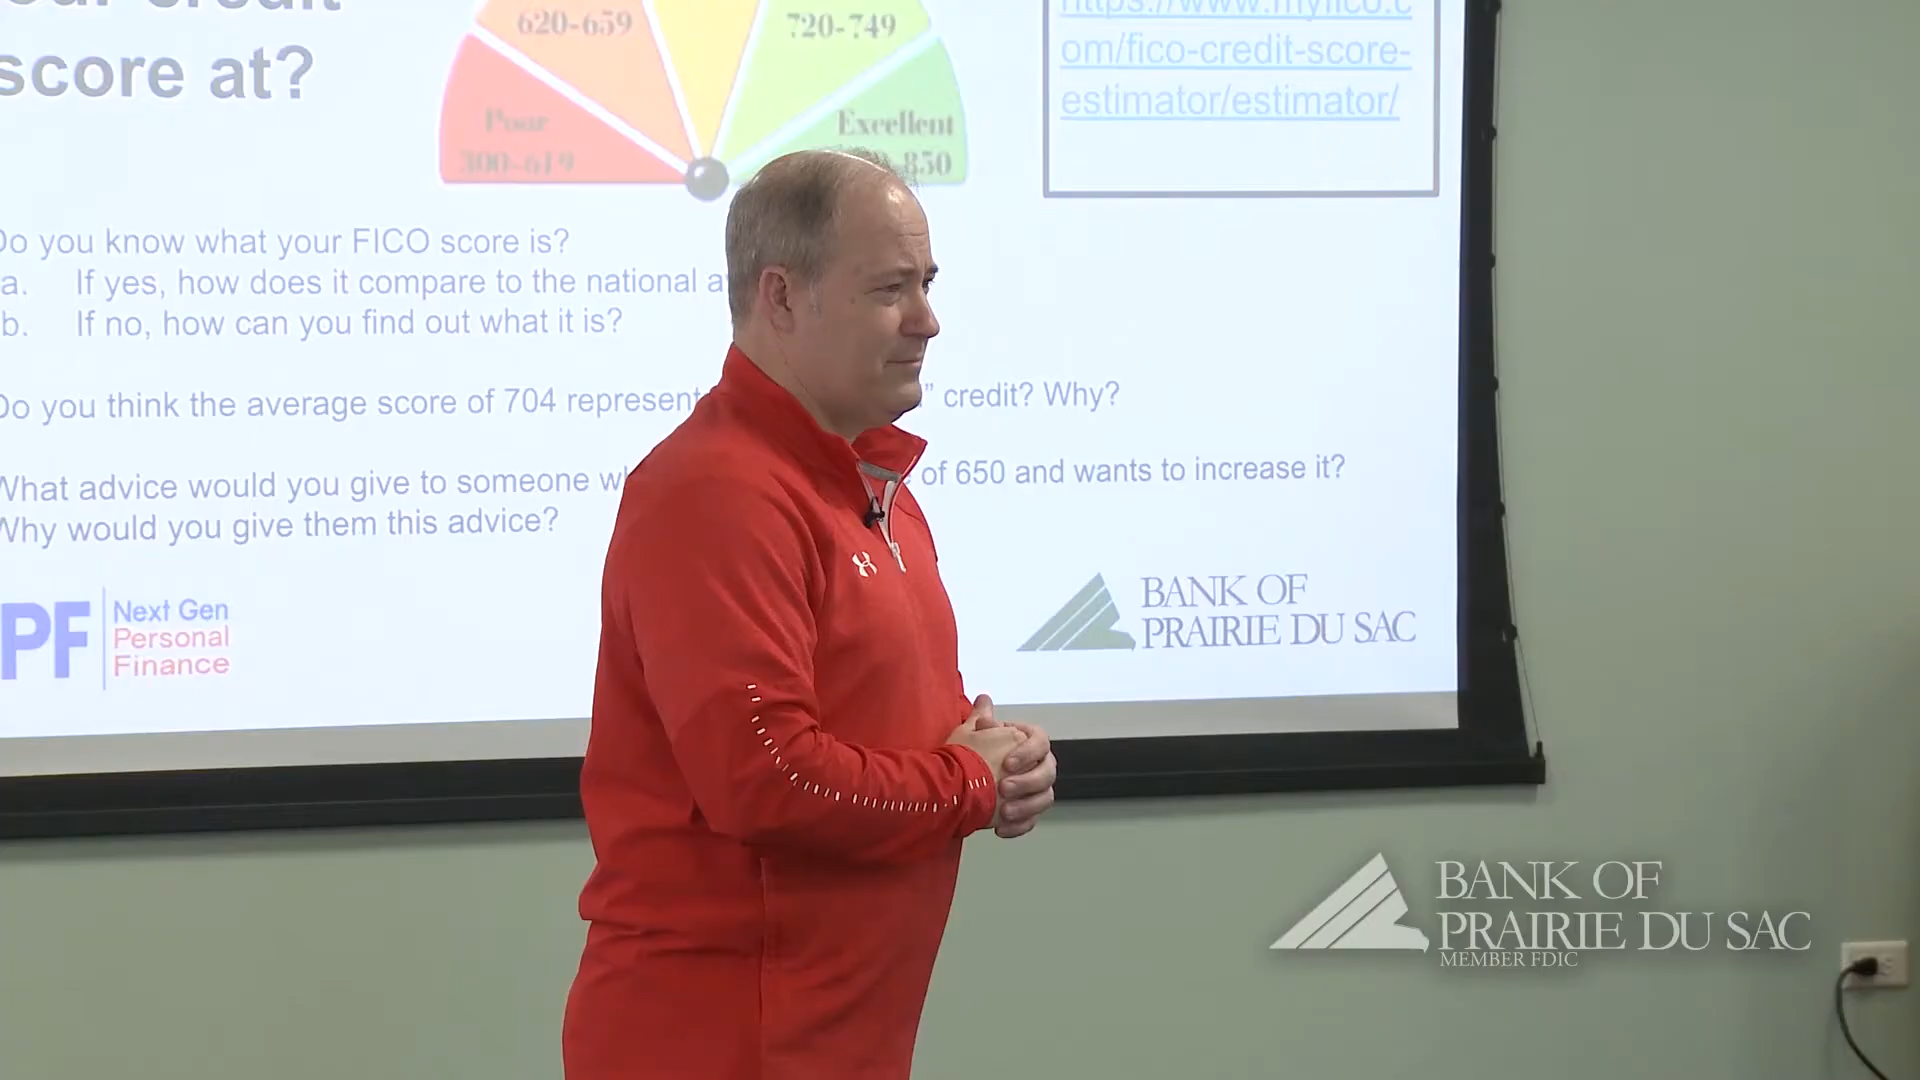 score at?
620-659
720-749
Poor
300-619
Excellent
-850
https://www.myfico.c
om/fico-credit-score-
estimator/estimator/
Do you know what your FICO score is?
a. If yes, how does it compare to the national
b. If no, how can you find out what it is?
Do you think the average score of 704 represent ” credit? Why?
What advice would you give to someone of 650 and wants to increase it?
Why would you give them this advice?
PF
Next Gen
Personal
Finance
BANK OF
PRAIRIE DU SAC
BANK OF
PRAIRIE DU SAC
MEMBER FDIC